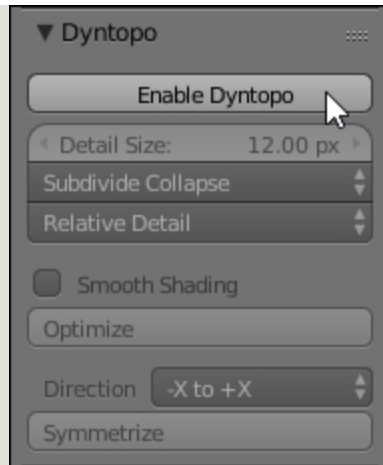 Dyntopo
Enable Dyntopo
Detail Size: 12.00 px
Subdivide Collapse
Relative Detail
Smooth Shading
Optimize
Direction -X to +X
Symmetrize